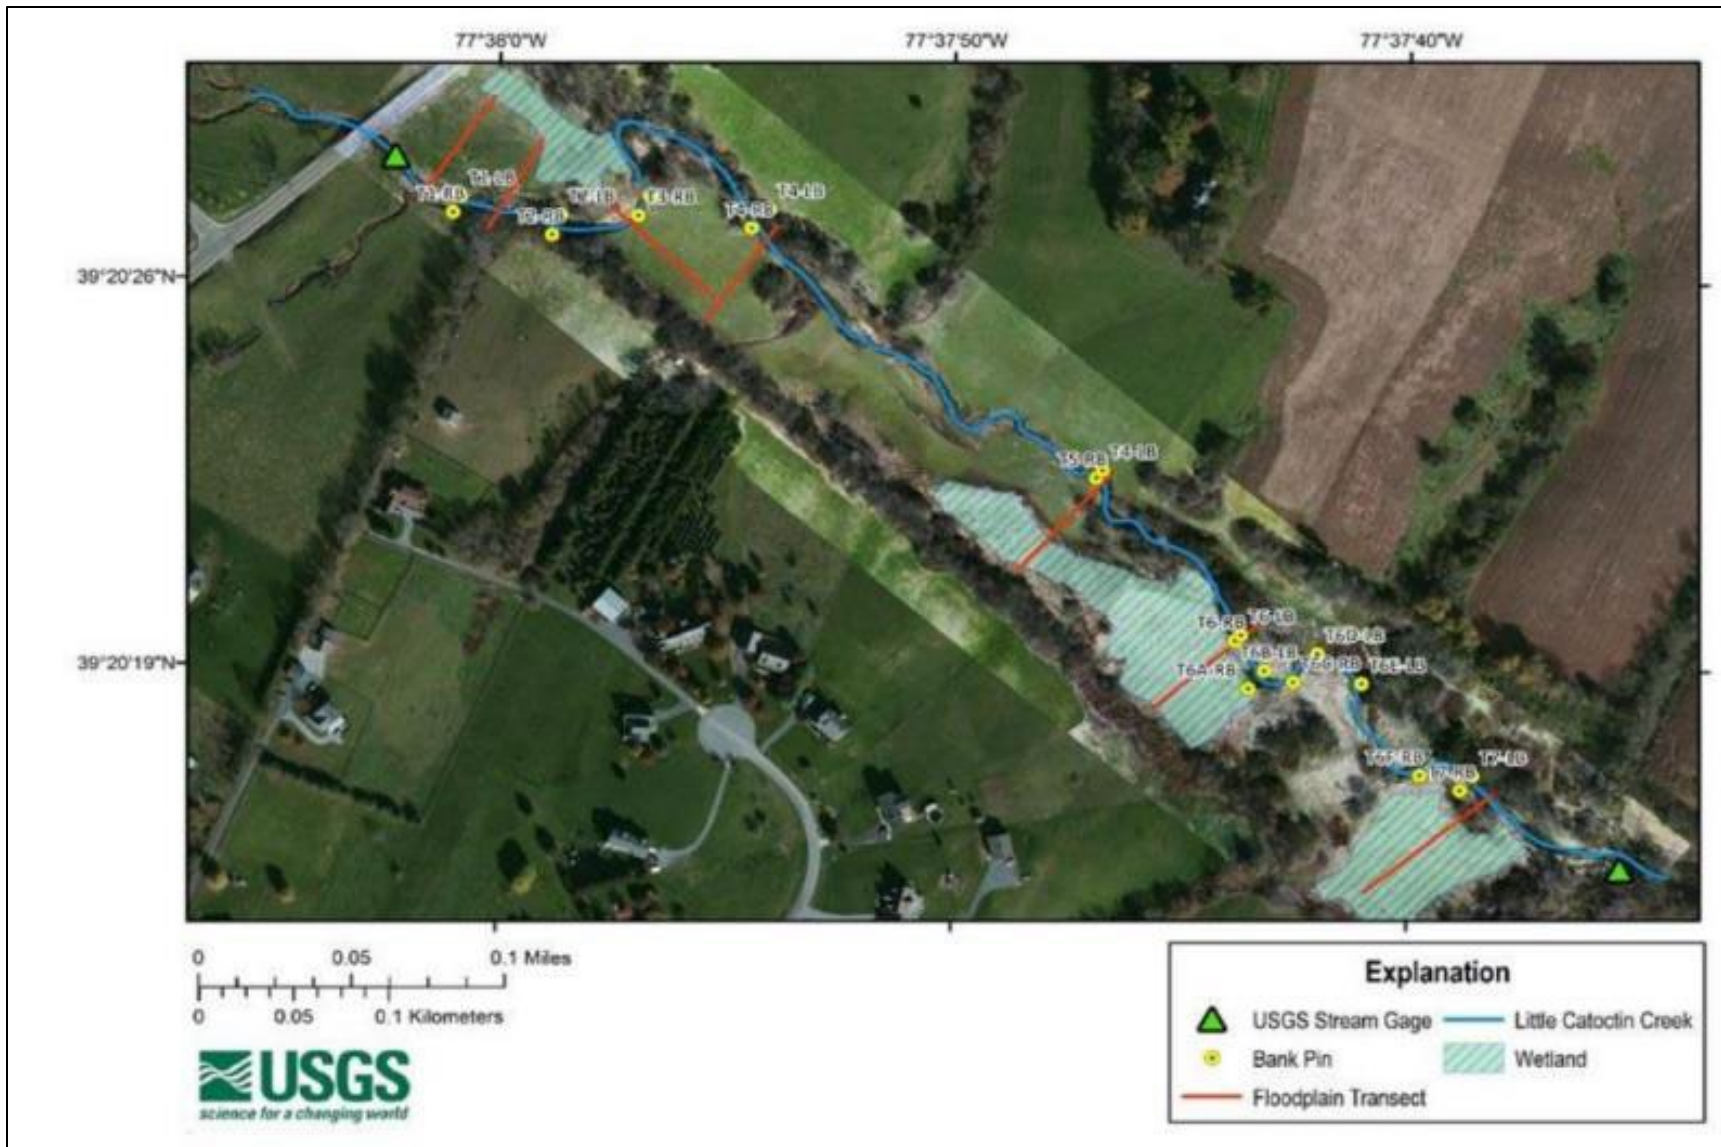 77°38'0"W
77°37'50"W
77°37'40"W
39°20'26"N
39°20'19"N
T1-RB
T1-LB
T2-RB
T3-RB
T4-RB
T4-LB
T5-RB
T4-LB
T6-RB
T6-LB
T6A-RB
T6B-LB
T6D-LB
T6E-LB
T6F-RB
T7-RB
T7-LB
0 0.05 0.1 Miles
0 0.05 0.1 Kilometers
USGS
science for a changing world
Explanation
USGS Stream Gage
Little Catoctin Creek
Bank Pin
Wetland
Floodplain Transect